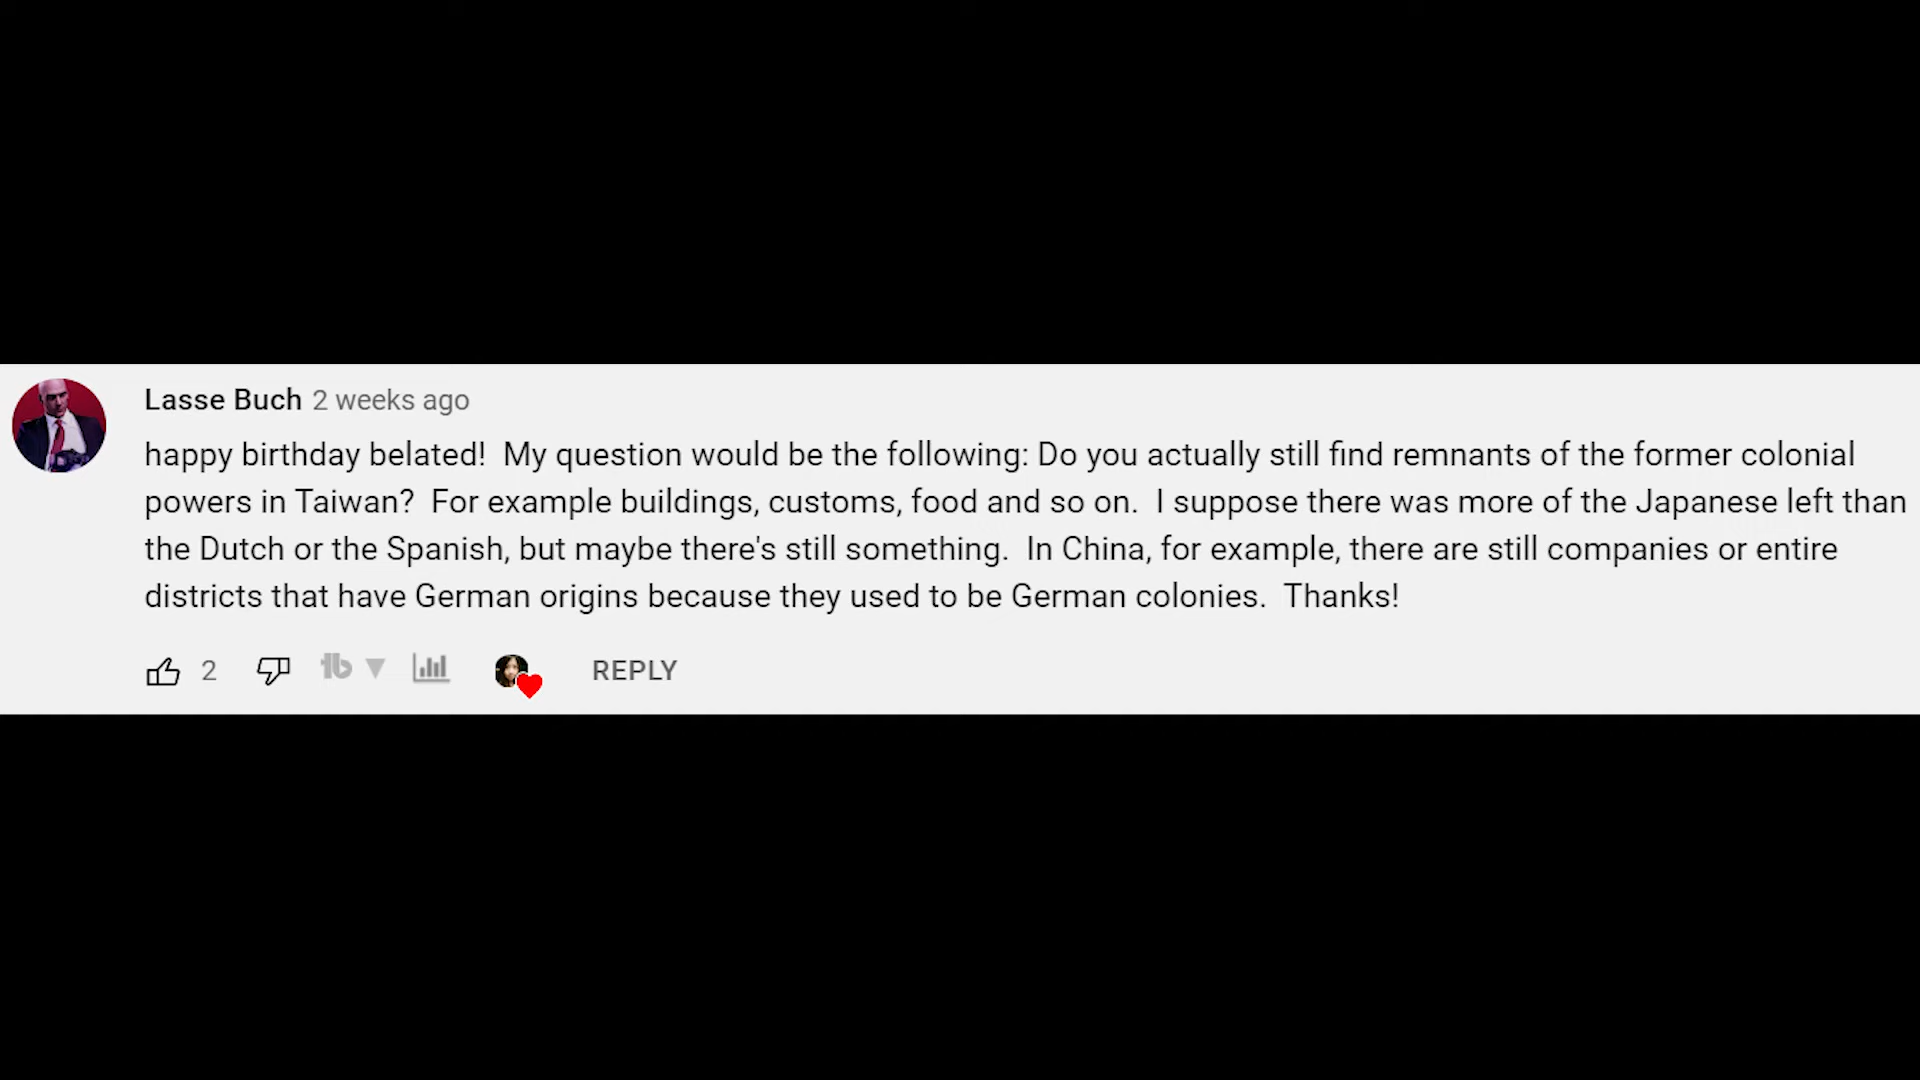 Lasse Buch 2 weeks ago
happy birthday belated!  My question would be the following: Do you actually still find remnants of the former colonial
powers in Taiwan?  For example buildings, customs, food and so on.  I suppose there was more of the Japanese left than
the Dutch or the Spanish, but maybe there's still something.  In China, for example, there are still companies or entire
districts that have German origins because they used to be German colonies.  Thanks!
2 REPLY